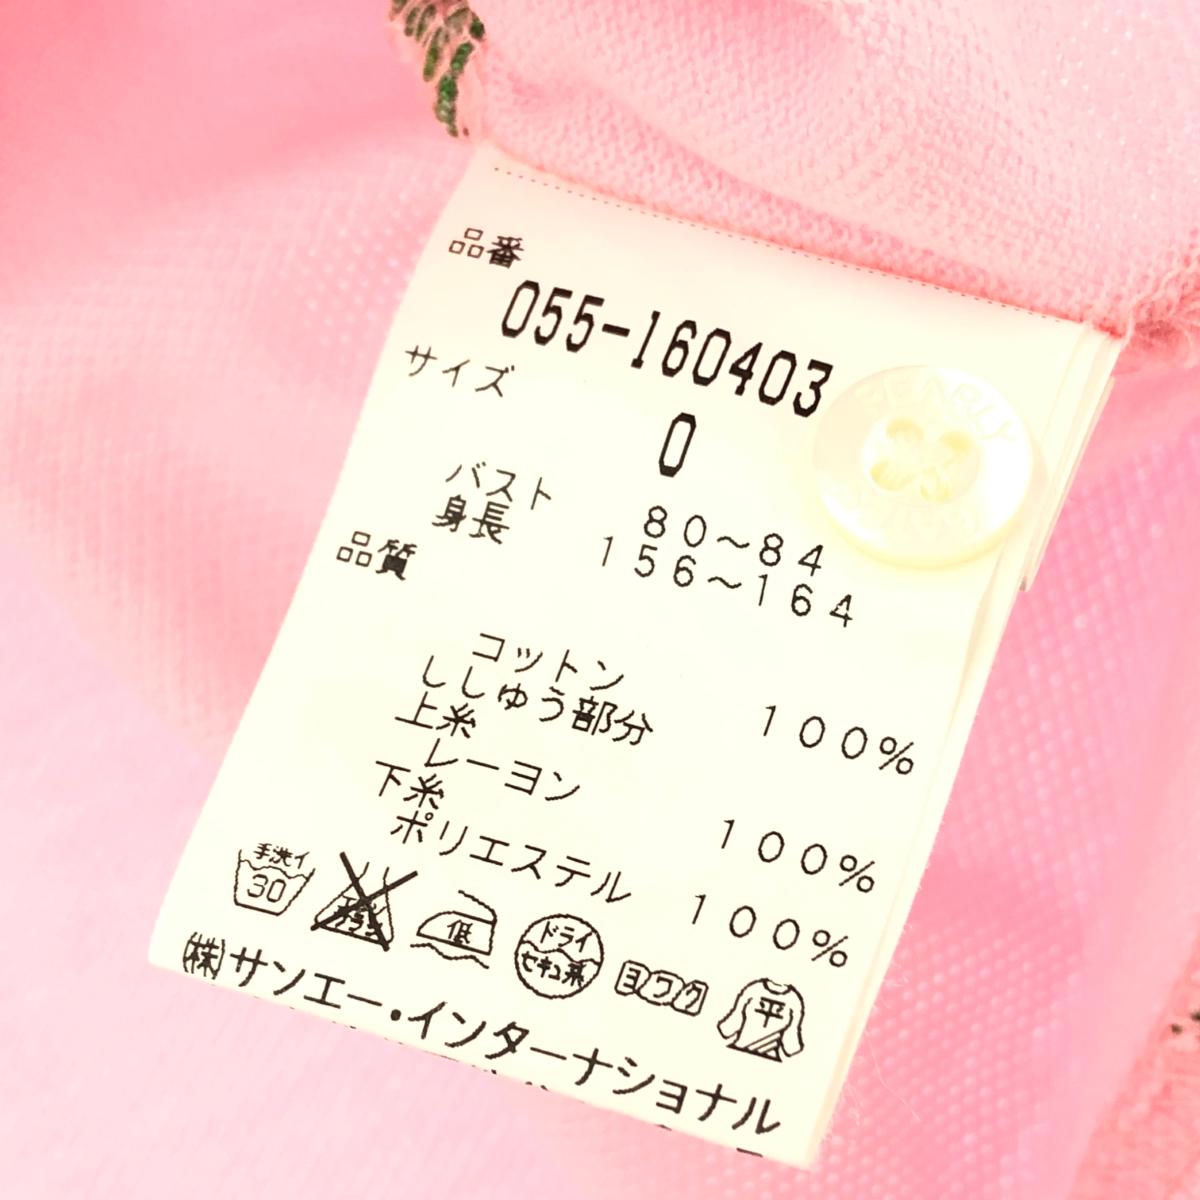 品番
055-160403
サイズ
0
バスト 80～84
身長 156～164
品質
コットン 100%
ししゅう部分
上糸
レーヨン 100%
下糸
ポリエステル 100%
手洗イ 30
低
ドライ セキユ系
ヨワク
平
㈱サンエー・インターナショナル
PEARLY